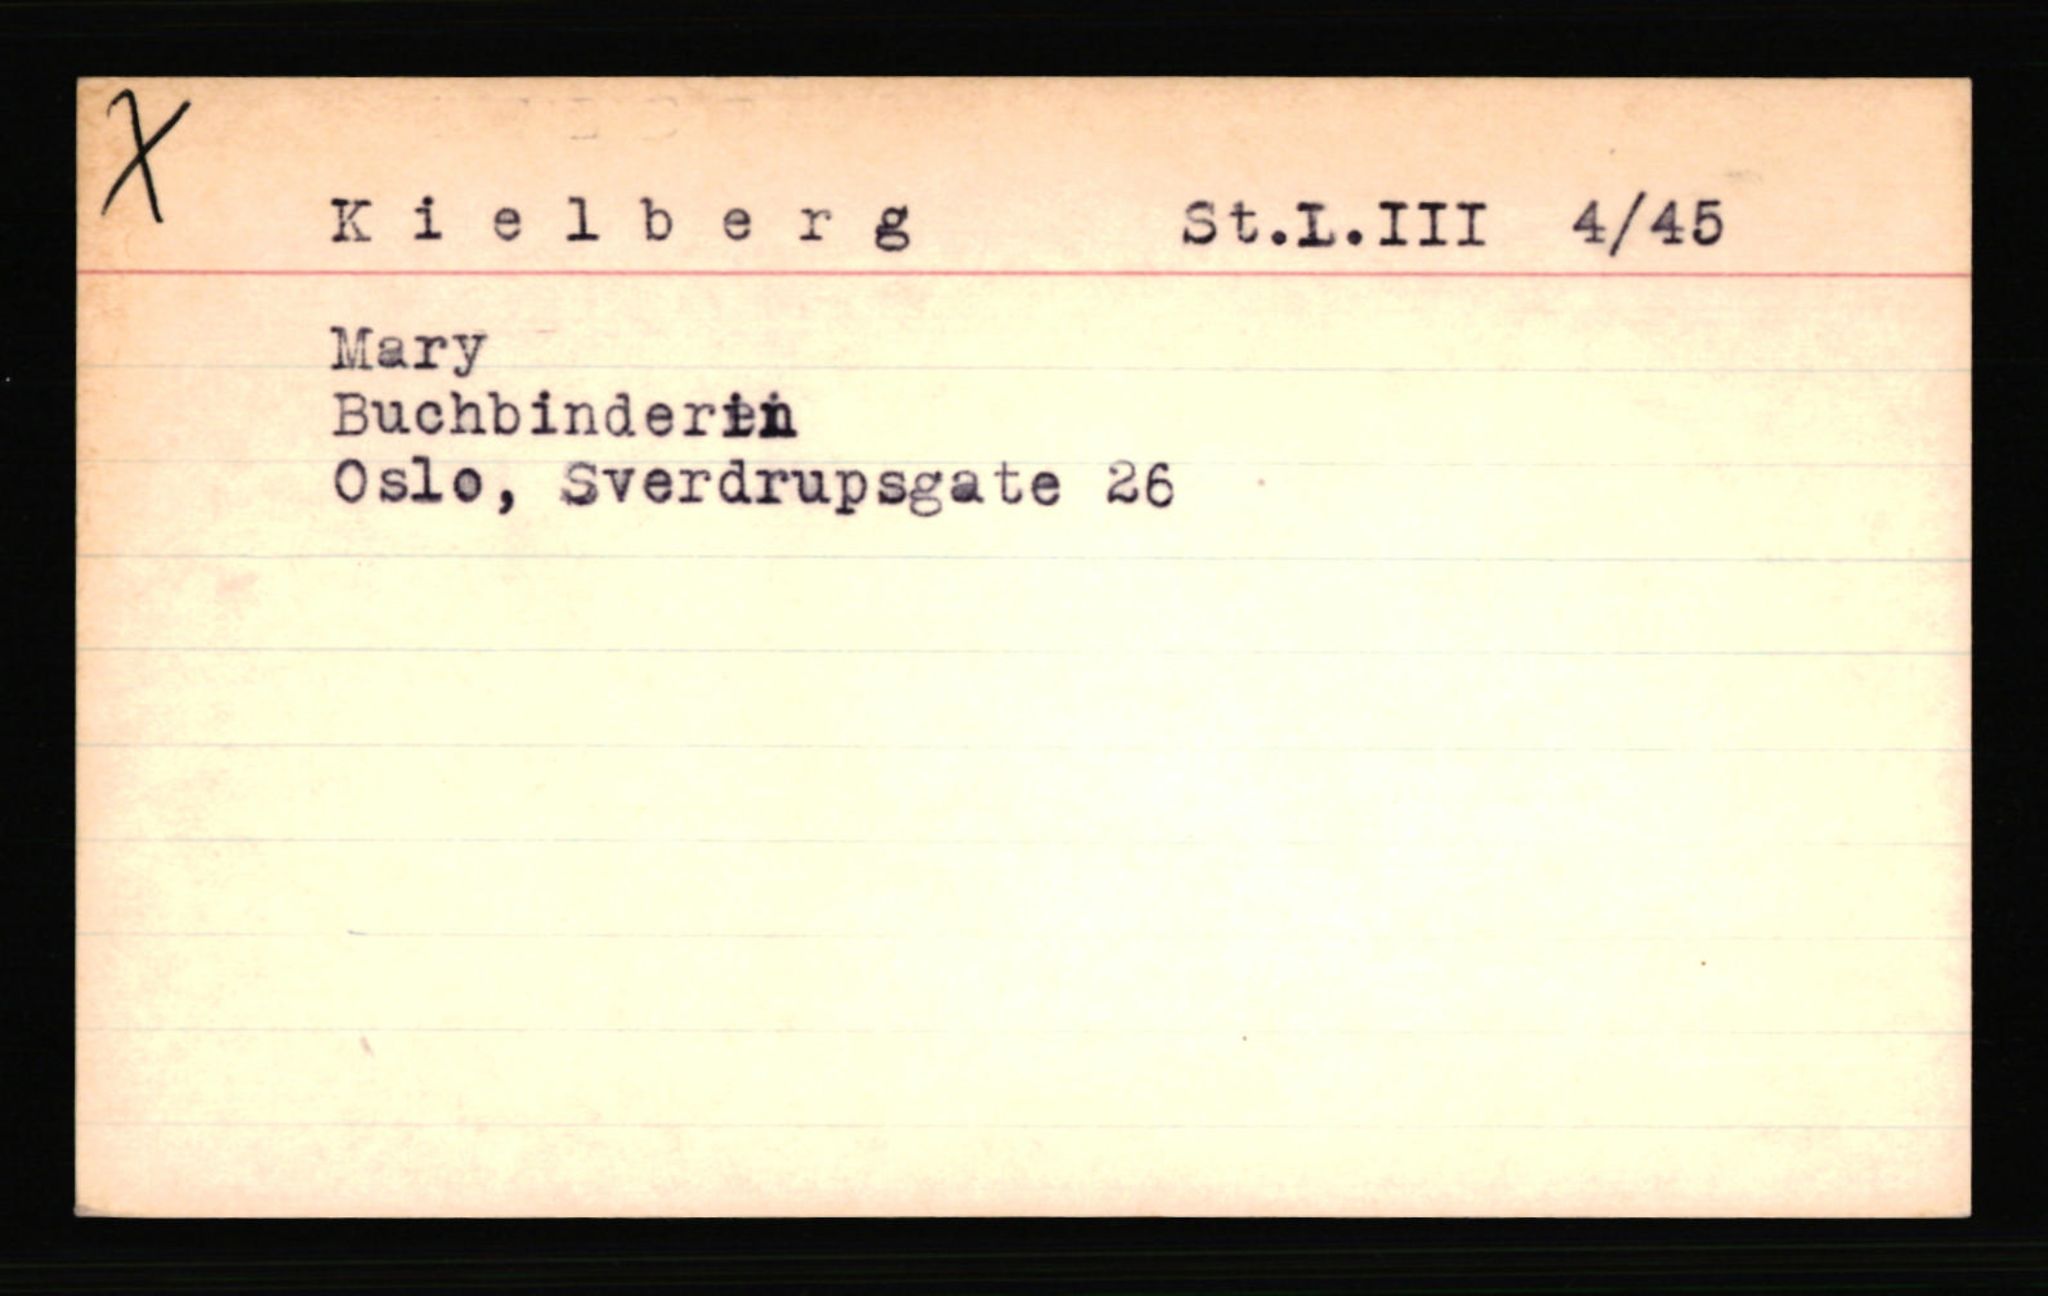 X
K i e l b e r g St.L.III 4/45
Mary
Buchbinderin
Oslo, Sverdrupsgate 26